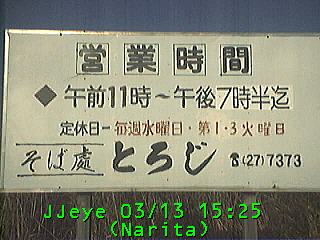 営業時間
◆午前11時～午後7時半迄
定休日ー毎週水曜日・第1・3火曜日
そば處 とろじ ☎(27)7373
JJeye 03/13 15:25
(Narita)